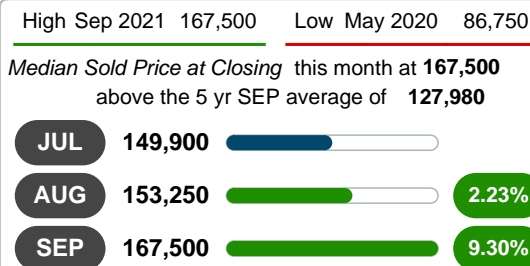 High Sep 2021 167,500 Low May 2020 86,750
Median Sold Price at Closing this month at 167,500
above the 5 yr SEP average of 127,980
JUL 149,900
AUG 153,250 2.23%
SEP 167,500 9.30%